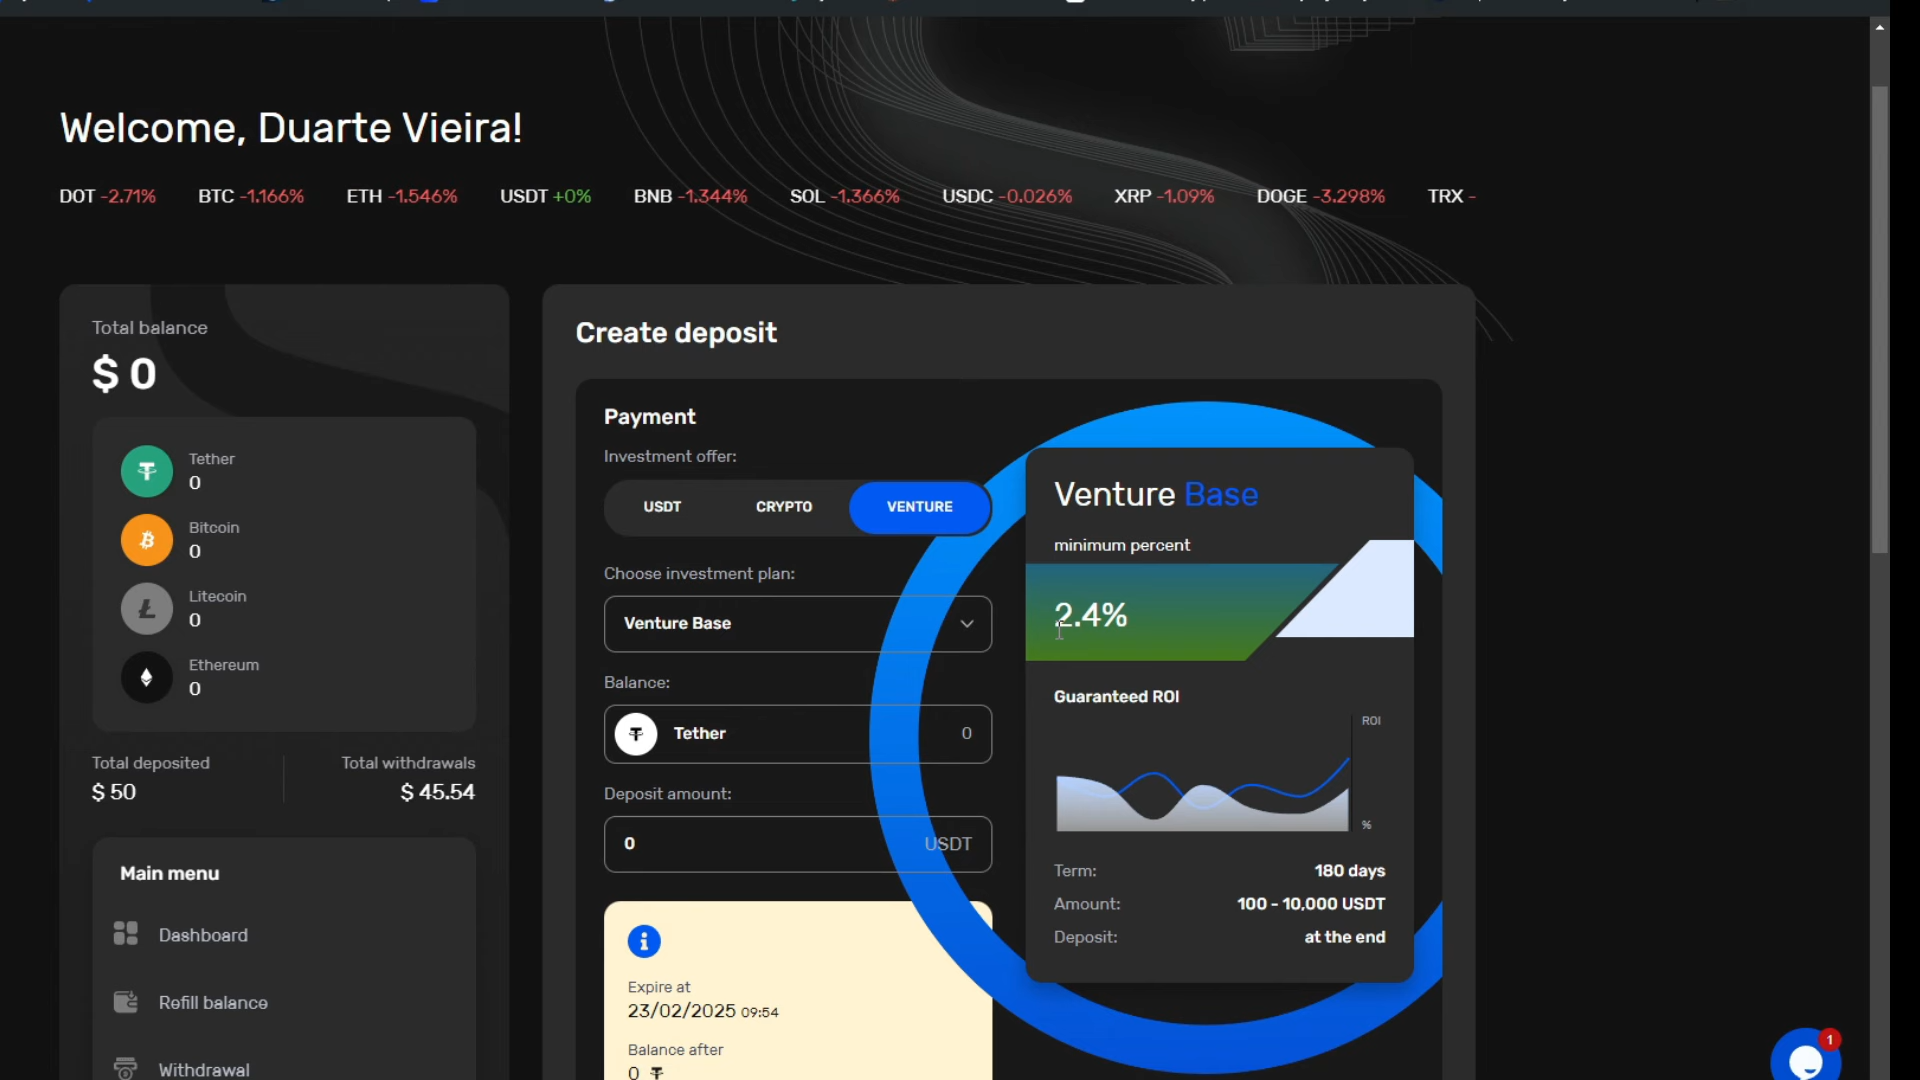 Welcome, Duarte Vieira!
DOT -2.71% BTC -1.166% ETH -1.546% USDT +0% BNB -1.344% SOL -1.366% USDC -0.026% XRP -1.09% DOGE -3.298% TRX -
Total balance
$ 0
Tether
0
Bitcoin
0
Litecoin
0
Ethereum
0
Total deposited
$ 50
Total withdrawals
$ 45.54
Main menu
Dashboard
Refill balance
Withdrawal
Create deposit
Payment
Investment offer:
USDT CRYPTO VENTURE
Choose investment plan:
Venture Base
Balance:
Tether 0
Deposit amount:
0 USDT
Expire at
23/02/2025 09:54
Balance after
0
Venture Base
minimum percent
2.4%
Guaranteed ROI
ROI
%
Term: 180 days
Amount: 100 - 10,000 USDT
Deposit: at the end
1